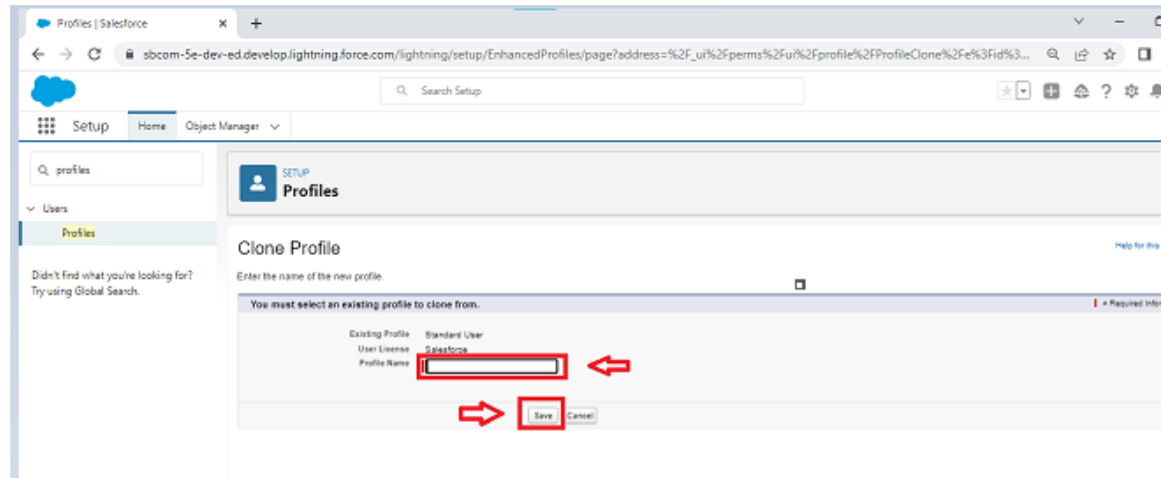 Profiles | Salesforce
sbcom-5e-dev-ed.develop.lightning.force.com/lightning/setup/EnhancedProfiles/page?address=%2F_ui%2Fperms%2Fui%2Fprofile%2FProfileClone%2Fe%3Fid%3...
Search Setup
Setup Home Object Manager
profiles
SETUP
Profiles
Users
Profiles
Didn't find what you're looking for?
Try using Global Search.
Clone Profile
Help for this
Enter the name of the new profile.
You must select an existing profile to clone from.
= Required Infor
Existing Profile Standard User
User License Salesforce
Profile Name
Save Cancel